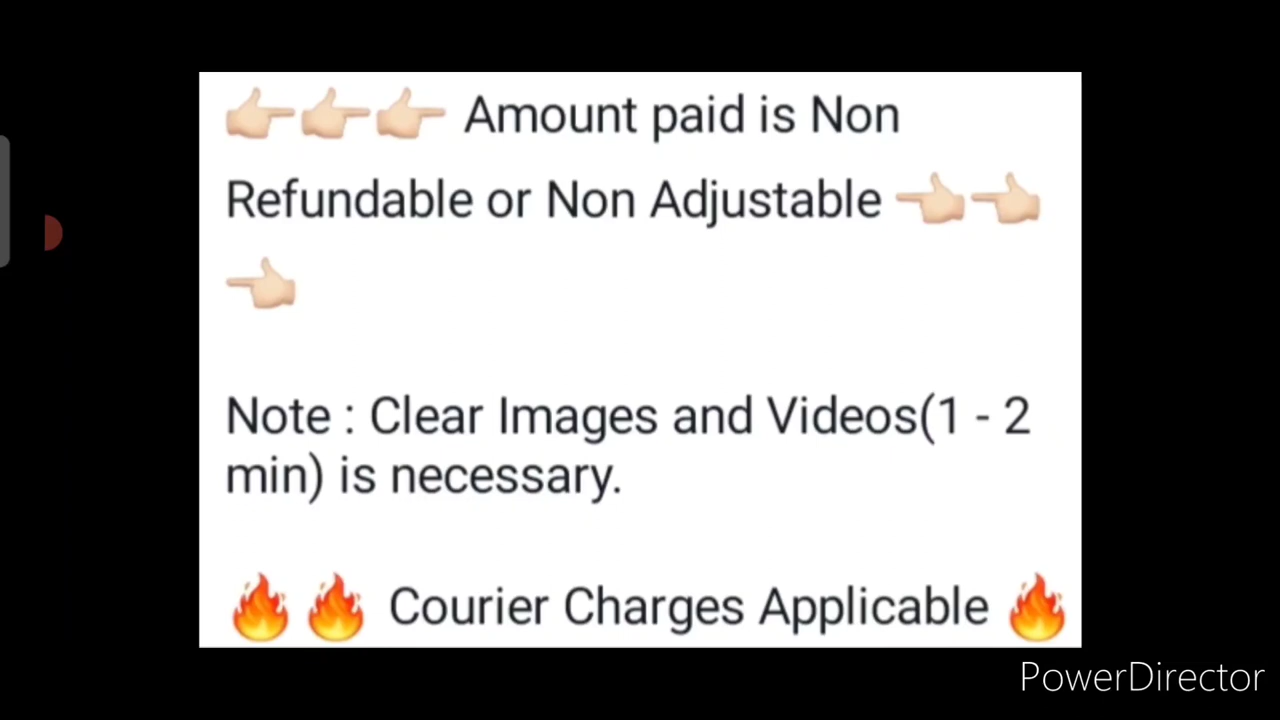 👉🏻👉🏻👉🏻 Amount paid is Non
Refundable or Non Adjustable 👈🏻👈🏻
👈🏻
Note : Clear Images and Videos(1 - 2
min) is necessary.
🔥🔥 Courier Charges Applicable 🔥
PowerDirector